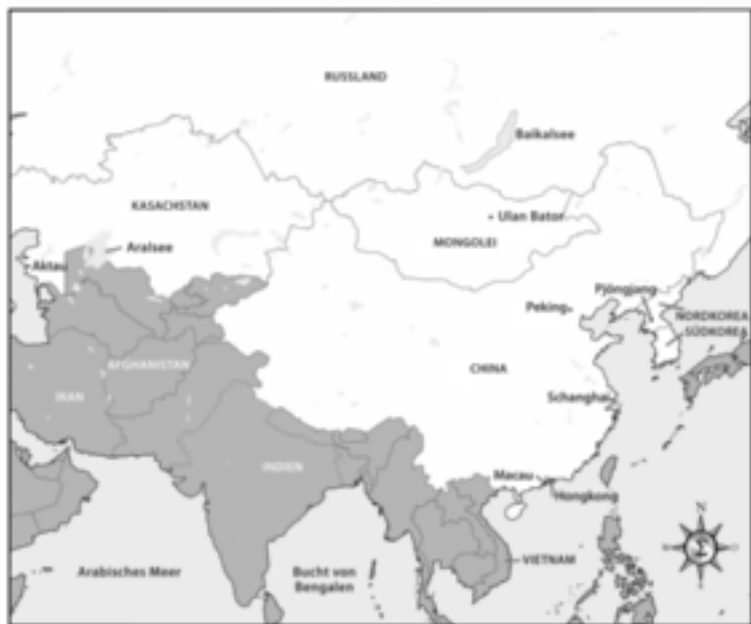 RUSSLAND
Baikalsee
KASACHSTAN
Ulan Bator
MONGOLEI
Aralsee
Aktau
Pjöngjang
Peking
NORDKOREA
SÜDKOREA
AFGHANISTAN
CHINA
IRAN
Schanghai
INDIEN
Macau
Hongkong
N
VIETNAM
Arabisches Meer
Bucht von
Bengalen